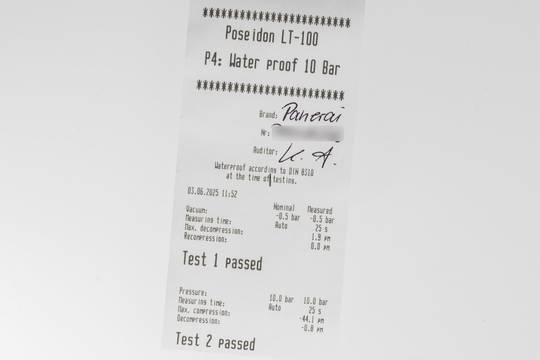 ********************
Poseidon LT-100
P4: Water proof 10 Bar
********************
Brand: Panerai
Nr:
Auditor: K. A.
Waterproof according to DIN 8310
at the time of testing.
03.06.2025 11:52
Nominal Measured
Vacuum: -0.5 bar -0.5 bar
Measuring time: Auto 25 s
Max. decompression: 1.9 µm
Recompression: 0.0 µm
Test 1 passed
Pressure: 10.0 bar 10.0 bar
Measuring time: Auto 25 s
Max. compression: -44.1 µm
Decompression: -0.8 µm
Test 2 passed